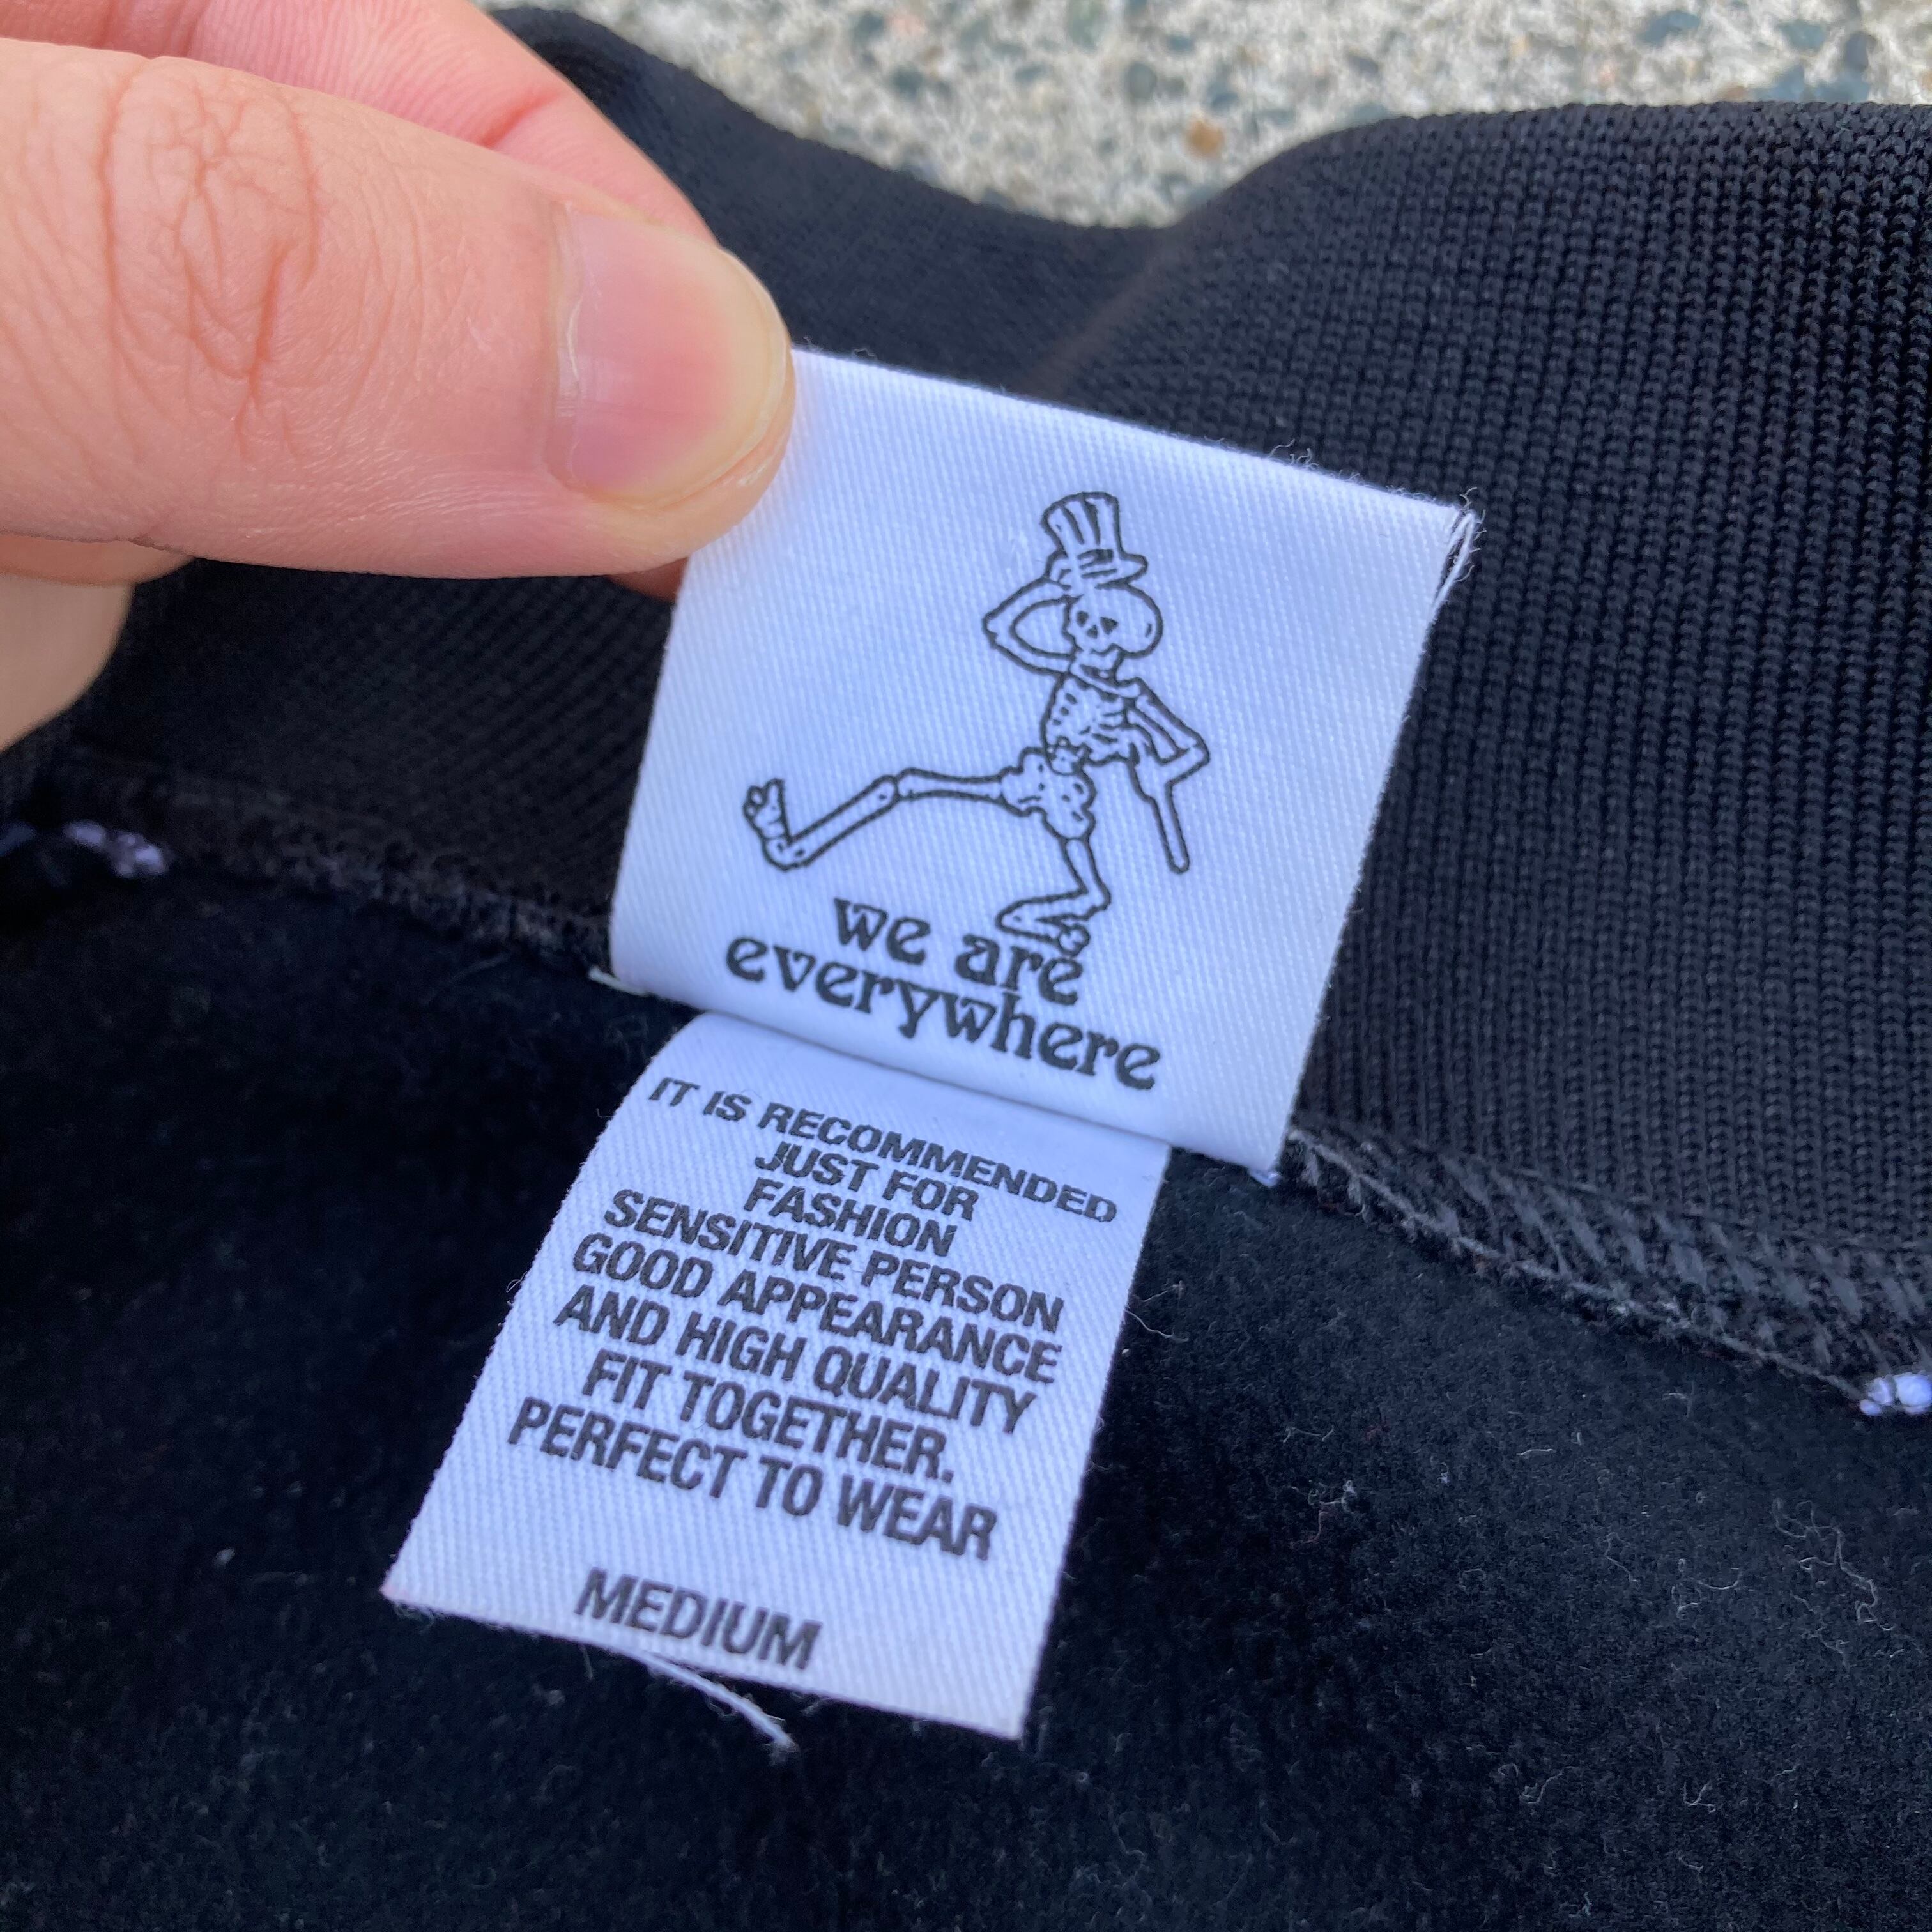 we are
everywhere
IT IS RECOMMENDED
JUST FOR
FASHION
SENSITIVE PERSON
GOOD APPEARANCE
AND HIGH QUALITY
FIT TOGETHER.
PERFECT TO WEAR
MEDIUM